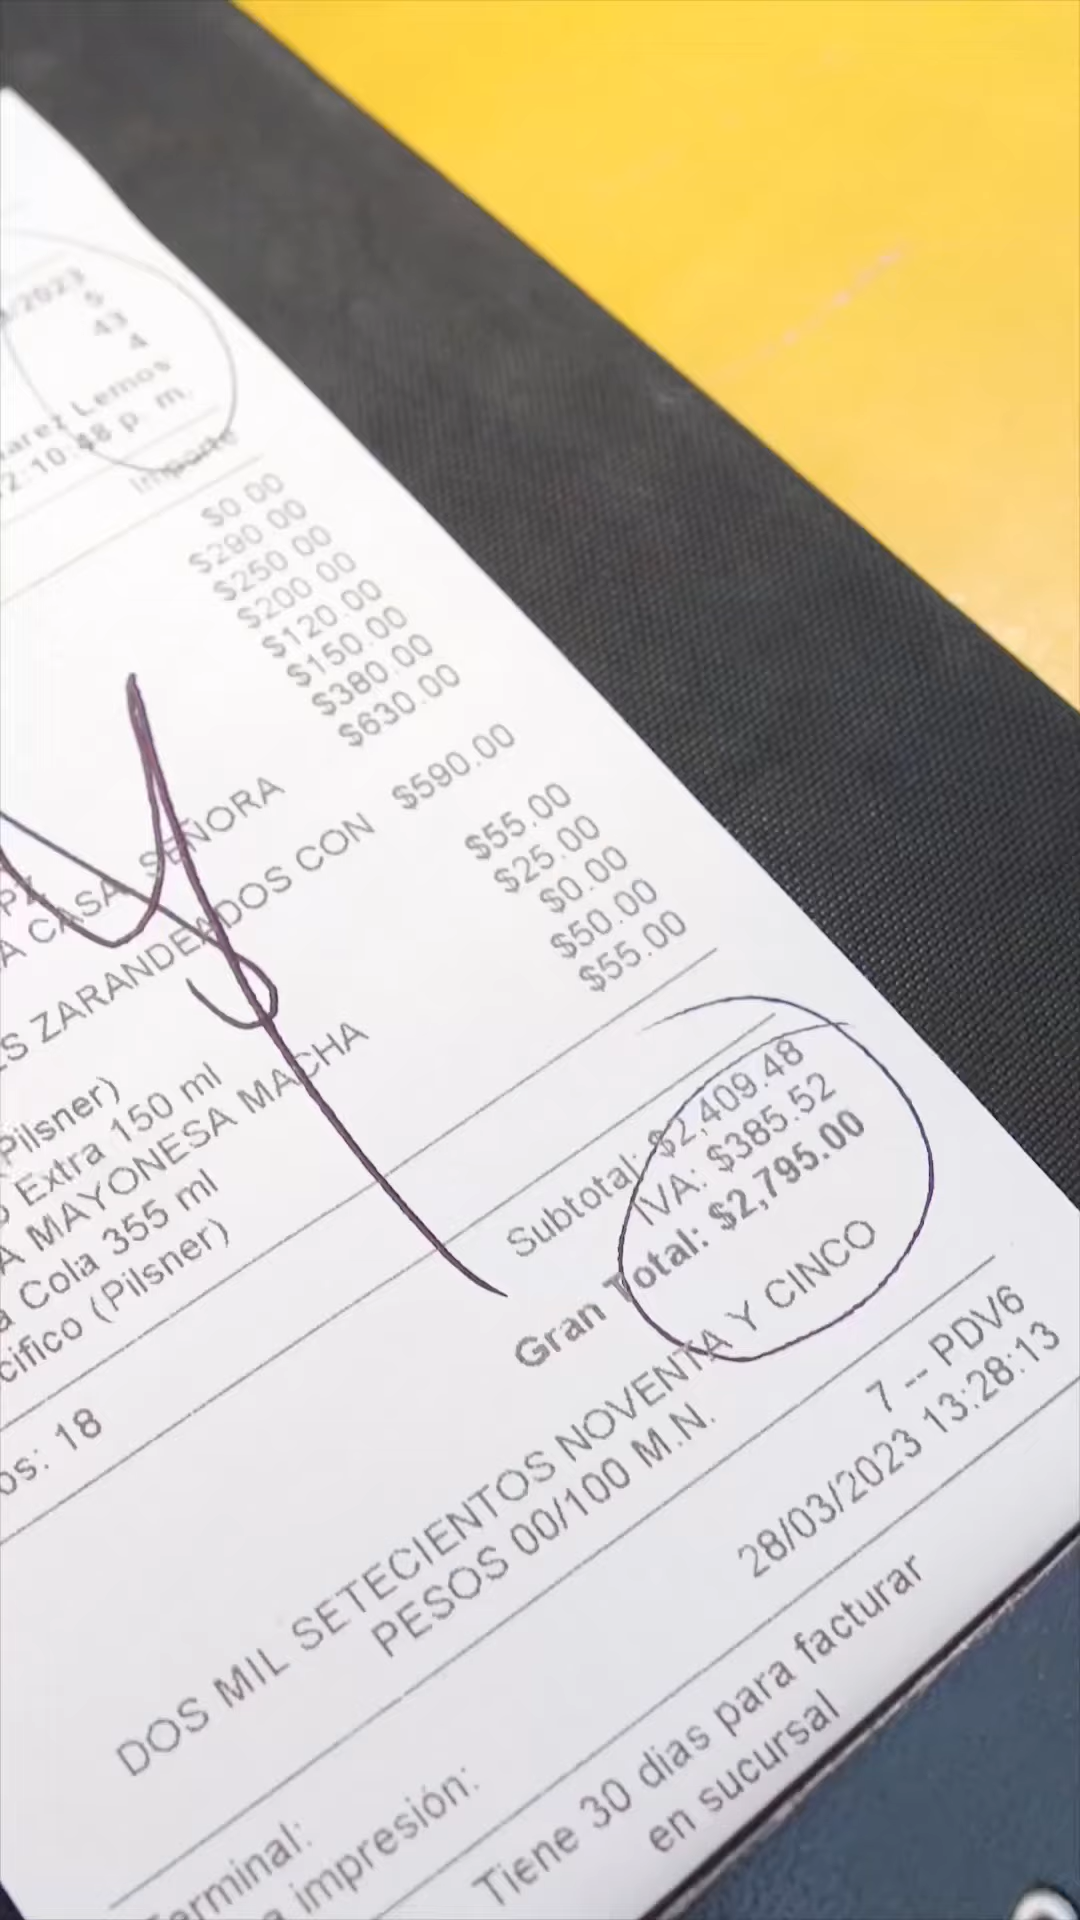 /2023
5
43
4
arez Lemos
2:10:48 p. m.
Importe
$0.00
$290.00
$250.00
$200.00
$120.00
$150.00
$380.00
$630.00
A CASA SEÑORA
S ZARANDEADOS CON $590.00
(Pilsner) $55.00
Extra 150 ml $25.00
A MAYONESA MACHA $0.00
a Cola 355 ml $50.00
cifico (Pilsner) $55.00
os: 18
Subtotal: $2,409.48
IVA: $385.52
Gran Total: $2,795.00
DOS MIL SETECIENTOS NOVENTA Y CINCO
PESOS 00/100 M.N.
7 -- PDV6
28/03/2023 13:28:13
erminal:
a impresión:
Tiene 30 dias para facturar
en sucursal